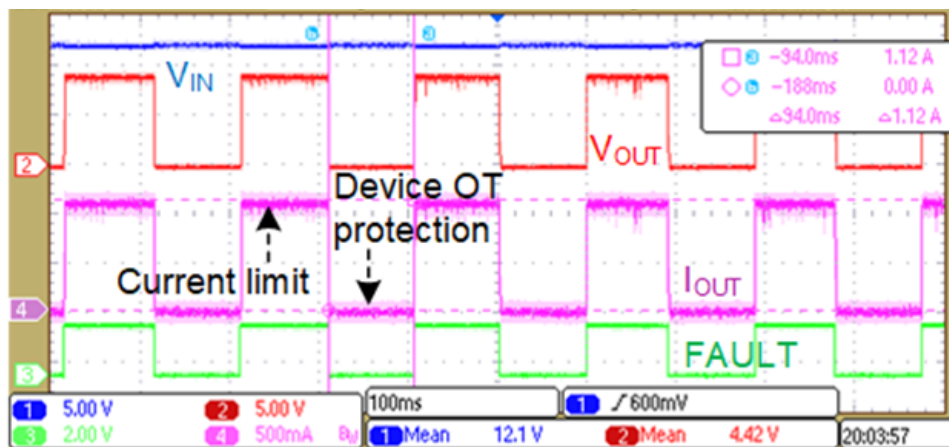 b a
-94.0ms 1.12 A
b -188ms 0.00 A
△94.0ms △1.12 A
VIN
2
VOUT
Device OT
protection
Current limit
4
IOUT
FAULT
3
1 5.00 V 2 5.00 V
3 2.00 V 4 500mA
100ms
1 Mean 12.1 V
1 600mV
2 Mean 4.42 V
20:03:57